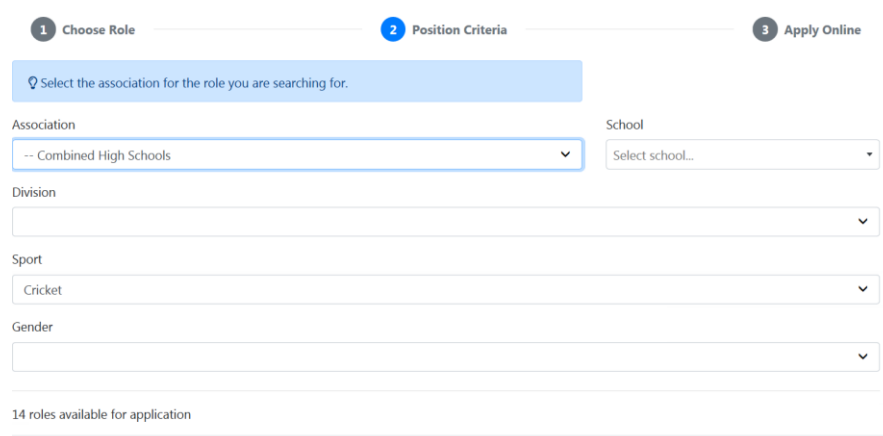 1 Choose Role 2 Position Criteria 3 Apply Online
Select the association for the role you are searching for.
Association School
-- Combined High Schools Select school...
Division
Sport
Cricket
Gender
14 roles available for application